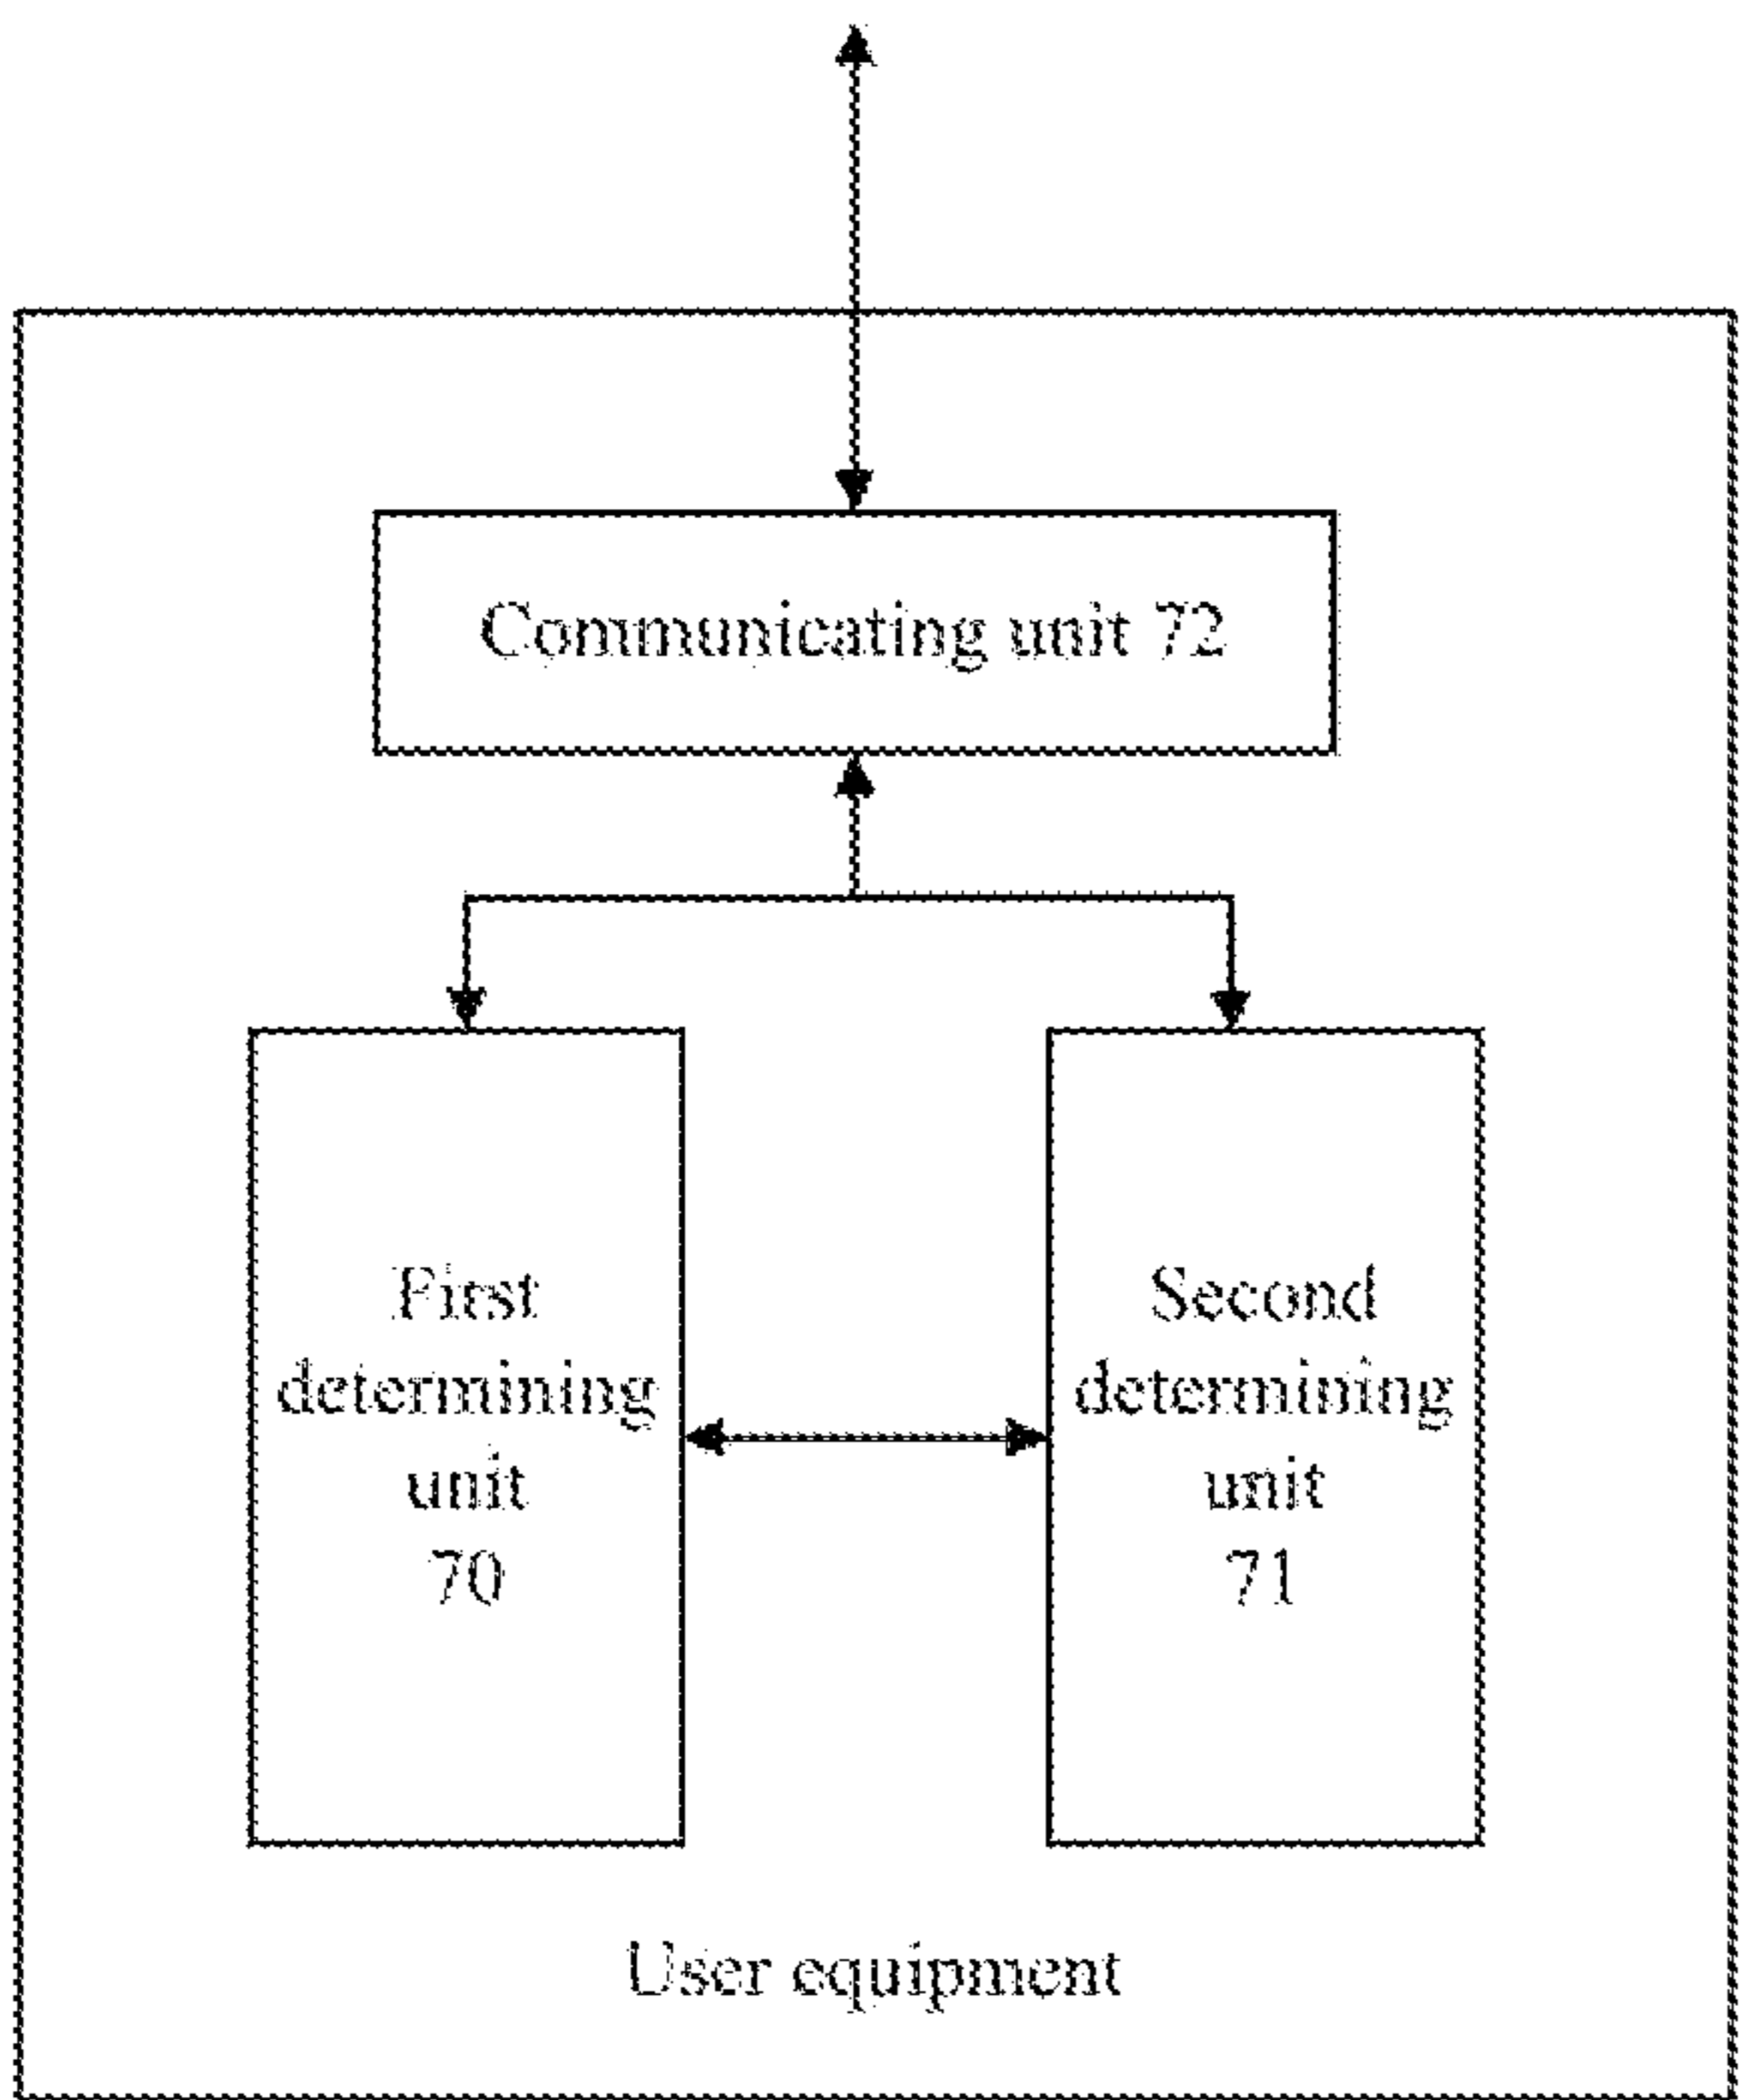 Communicating unit 72
First
determining
unit
70
Second
determining
unit
71
User equipment